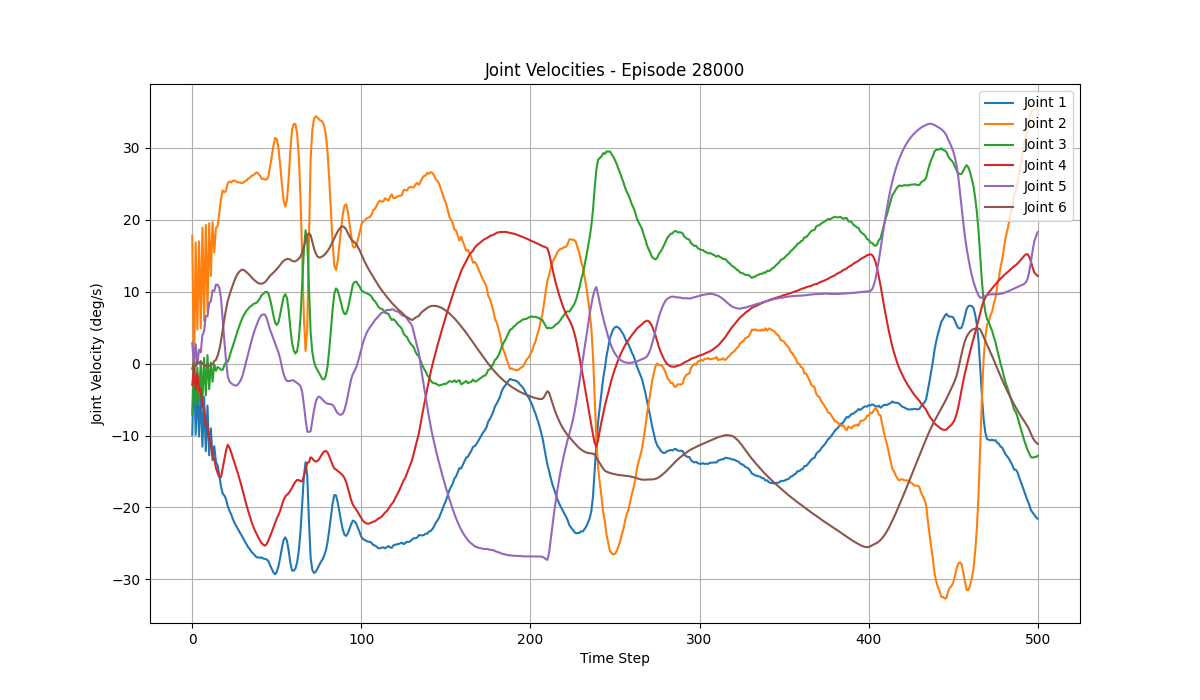 Joint Velocities - Episode 28000
Joint 1
Joint 2
Joint 3
Joint 4
Joint 5
Joint 6
Joint Velocity (deg/s)
30
20
10
0
−10
−20
−30
0
100
200
300
400
500
Time Step